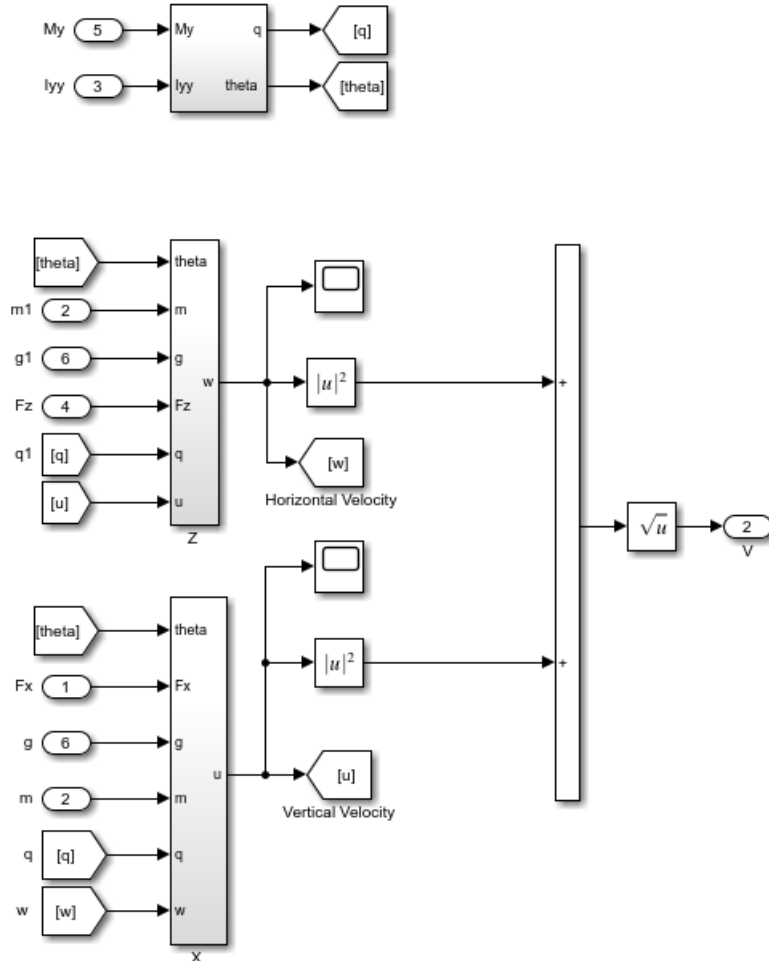 My 5 My q [q]
Iyy 3 Iyy theta [theta]
[theta] theta
m1 2 m
g1 6 g
w |u|²  +
Fz 4 Fz
q1 [q] q [w]
Horizontal Velocity
[u] u
Z
√u 2
V
[theta] theta
|u|² +
Fx 1 Fx
g 6 g
u [u]
m 2 m
Vertical Velocity
q [q] q
w [w] w
X